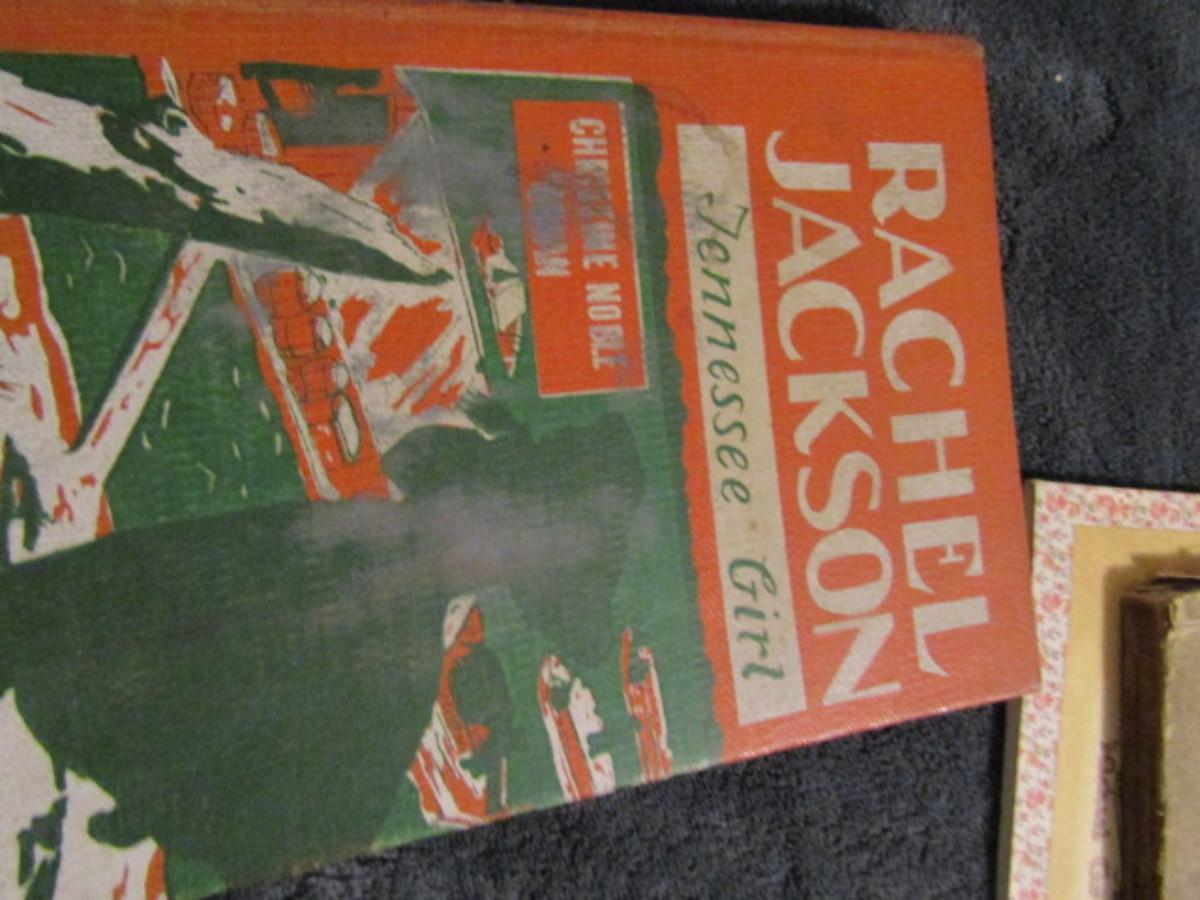 RACHEL
JACKSON
Tennessee Girl
CHRISTINE NOBLE